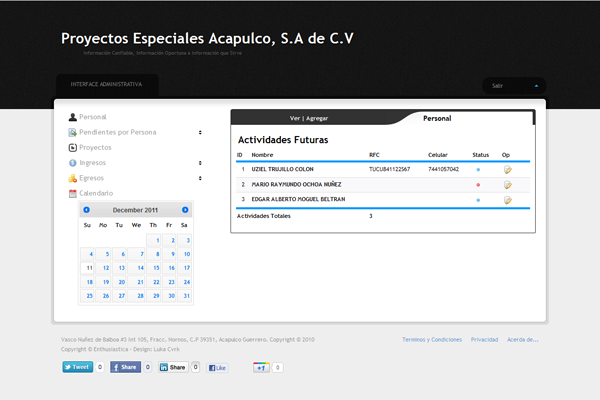 Proyectos Especiales Acapulco, S.A de C.V
Información Confiable, Información Oportuna e Información que Sirve
INTERFACE ADMINISTRATIVA
Salir
Personal
Pendientes por Persona
Proyectos
Ingresos
Egresos
Calendario
December 2011
Su Mo Tu We Th Fr Sa
1 2 3
4 5 6 7 8 9 10
11 12 13 14 15 16 17
18 19 20 21 22 23 24
25 26 27 28 29 30 31
Ver | Agregar
Personal
Actividades Futuras
ID Nombre RFC Celular Status Op
1 UZIEL TRUJILLO COLON TUCU841122567 7441057042
2 MARIO RAYMUNDO OCHOA NUÑEZ
3 EDGAR ALBERTO MOGUEL BELTRAN
Actividades Totales 3
Vasco Nuñez de Balboa #3 Int 105, Fracc. Hornos, C.P 39351, Acapulco Guerrero. Copyright © 2010
Copyright © Enthusiastica - Design: Luka Cvrk
Terminos y Condiciones Privacidad Acerca de...
Tweet 0 Share 0 Share 0 Like +1 0